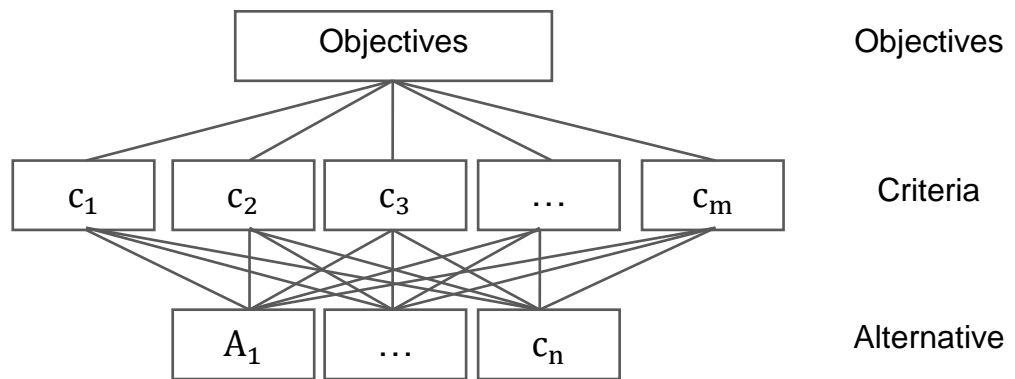 Objectives Objectives
c₁ c₂ c₃ … cₘ Criteria
A₁ … cₙ Alternative